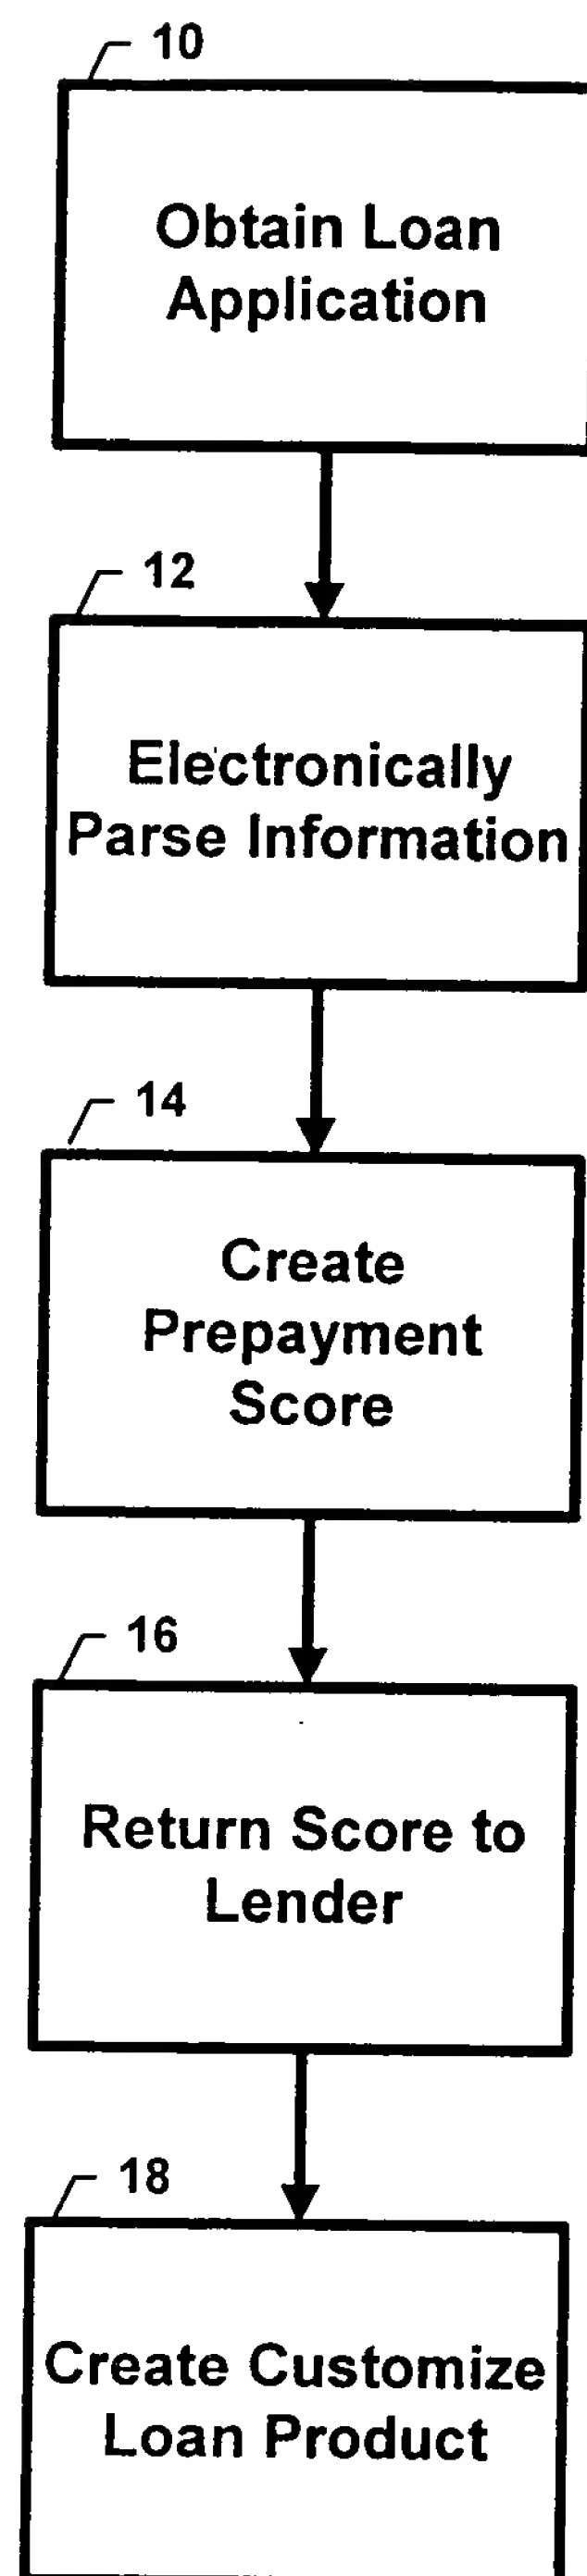 10
Obtain Loan
Application
12
Electronically
Parse Information
14
Create
Prepayment
Score
16
Return Score to
Lender
18
Create Customize
Loan Product